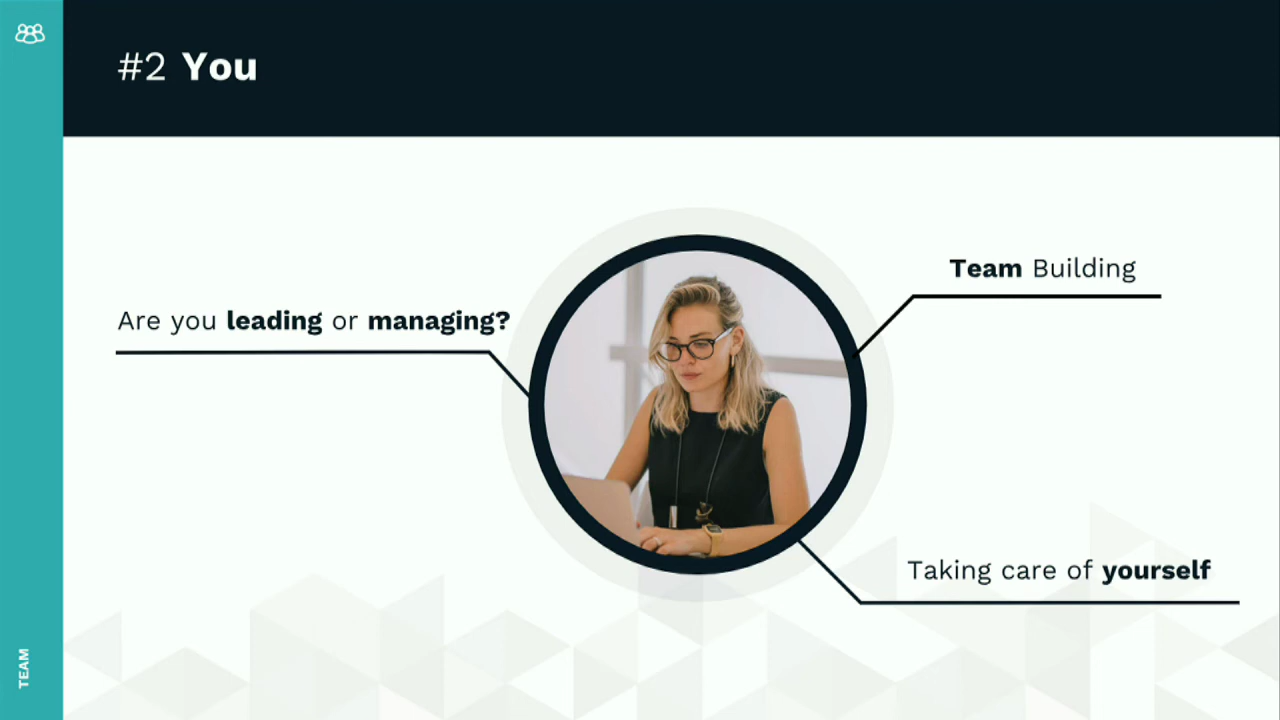 #2 You
Are you leading or managing?
Team Building
Taking care of yourself
TEAM